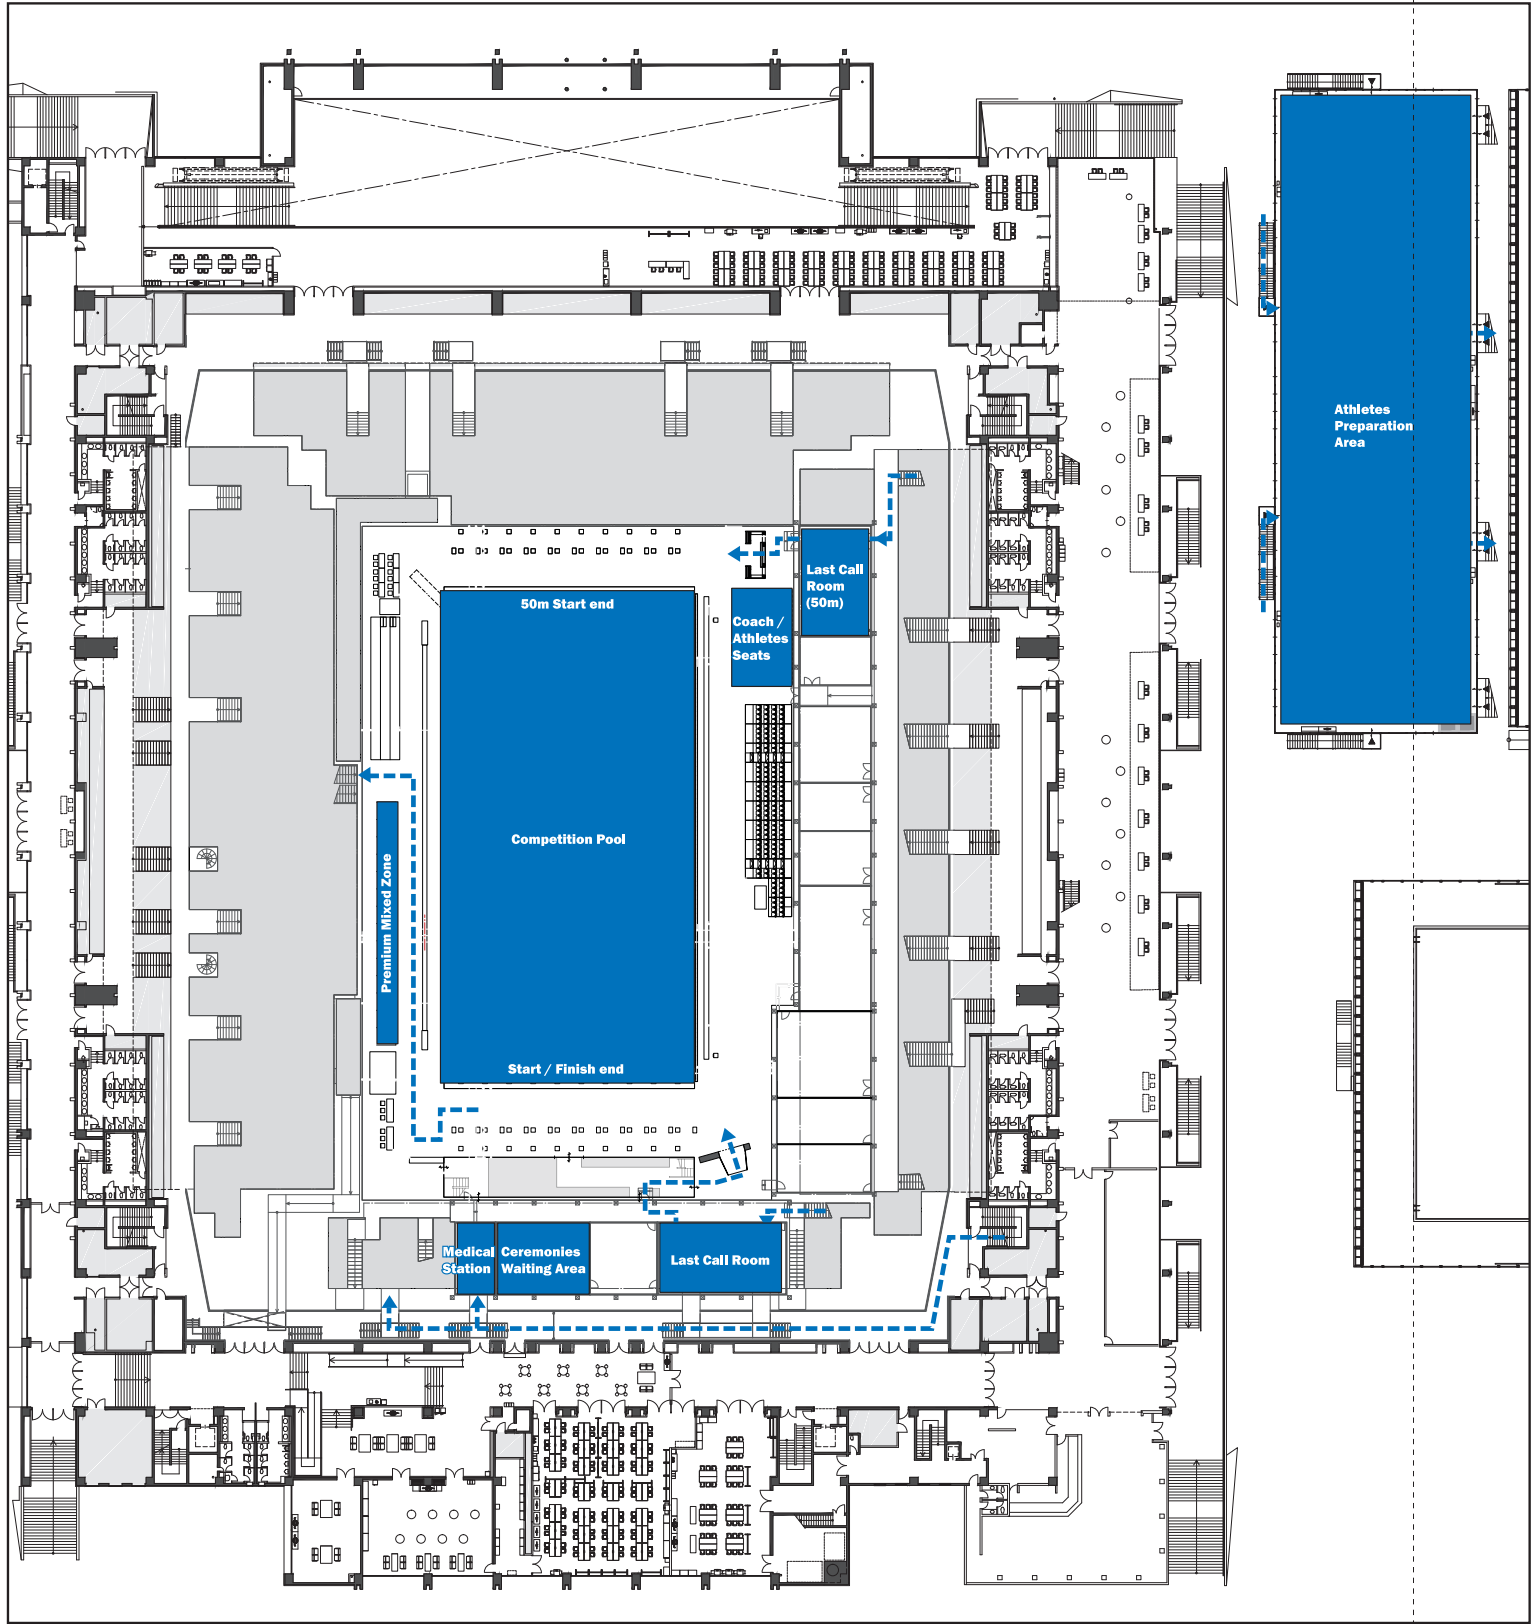 Athletes
Preparation
Area
Last Call
Room
(50m)
50m Start end
Coach /
Athletes
Seats
Competition Pool
Premium Mixed Zone
Start / Finish end
Medical
Station
Ceremonies
Waiting Area
Last Call Room